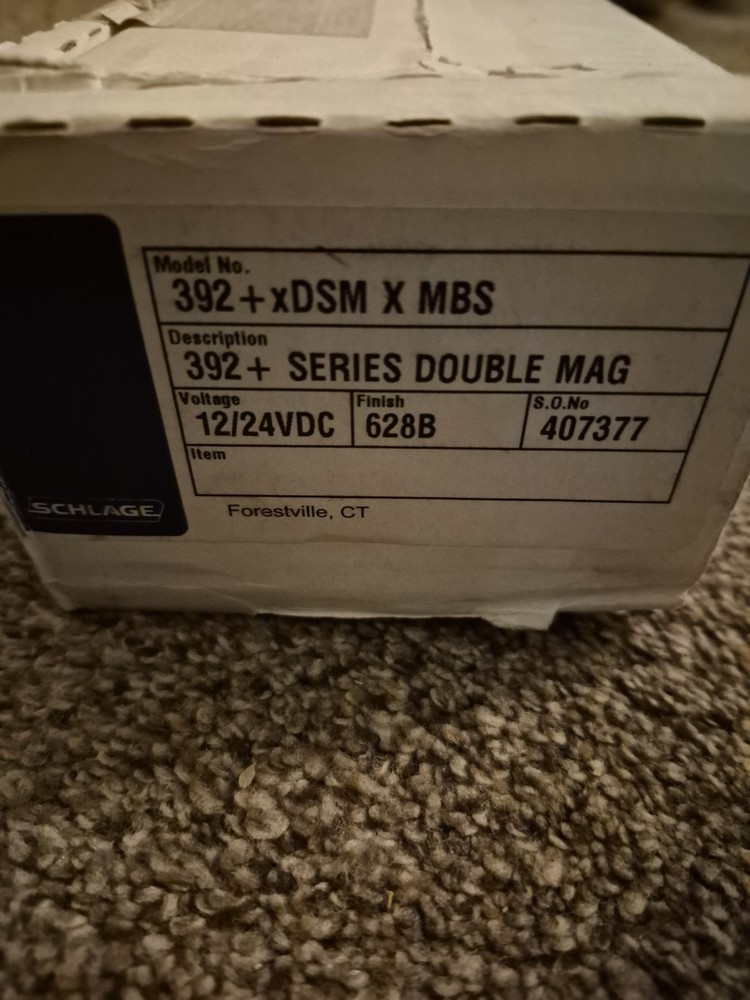 Model No.
392+xDSM X MBS
Description
392+ SERIES DOUBLE MAG
Voltage Finish S.O.No
12/24VDC 628B 407377
Item
SCHLAGE Forestville, CT